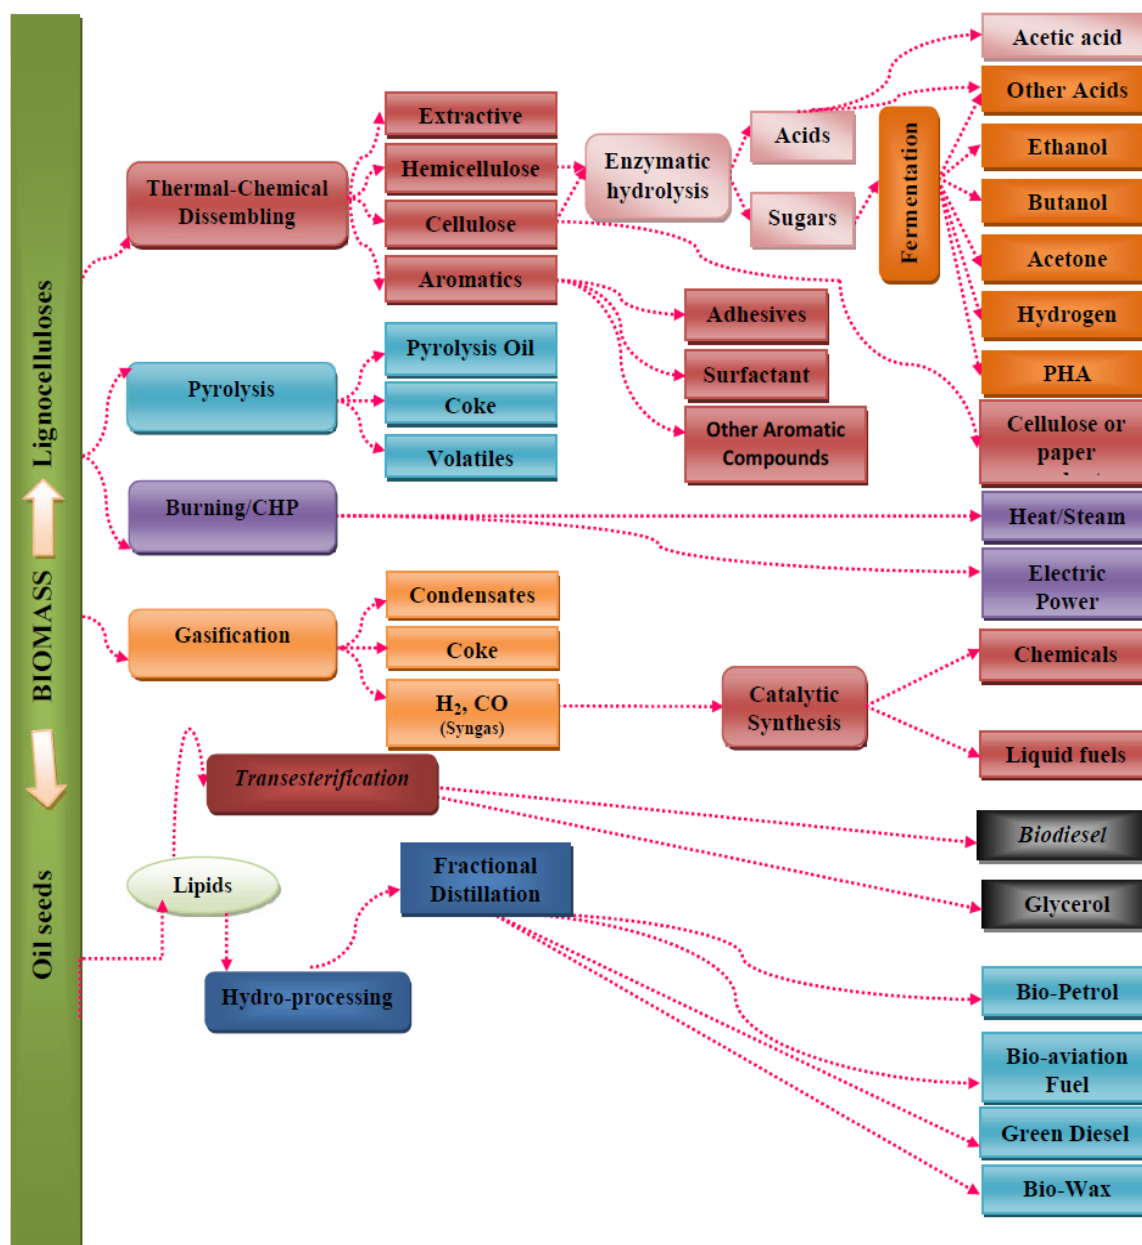 Lignocelluloses
BIOMASS
Oil seeds
Thermal-Chemical
Dissembling
Extractive
Hemicellulose
Cellulose
Aromatics
Enzymatic
hydrolysis
Acids
Sugars
Fermentation
Acetic acid
Other Acids
Ethanol
Butanol
Acetone
Hydrogen
PHA
Cellulose or
paper
Adhesives
Surfactant
Other Aromatic
Compounds
Pyrolysis
Pyrolysis Oil
Coke
Volatiles
Burning/CHP
Heat/Steam
Electric
Power
Gasification
Condensates
Coke
H₂, CO
(Syngas)
Catalytic
Synthesis
Chemicals
Liquid fuels
Transesterification
Biodiesel
Glycerol
Lipids
Hydro-processing
Fractional
Distillation
Bio-Petrol
Bio-aviation
Fuel
Green Diesel
Bio-Wax